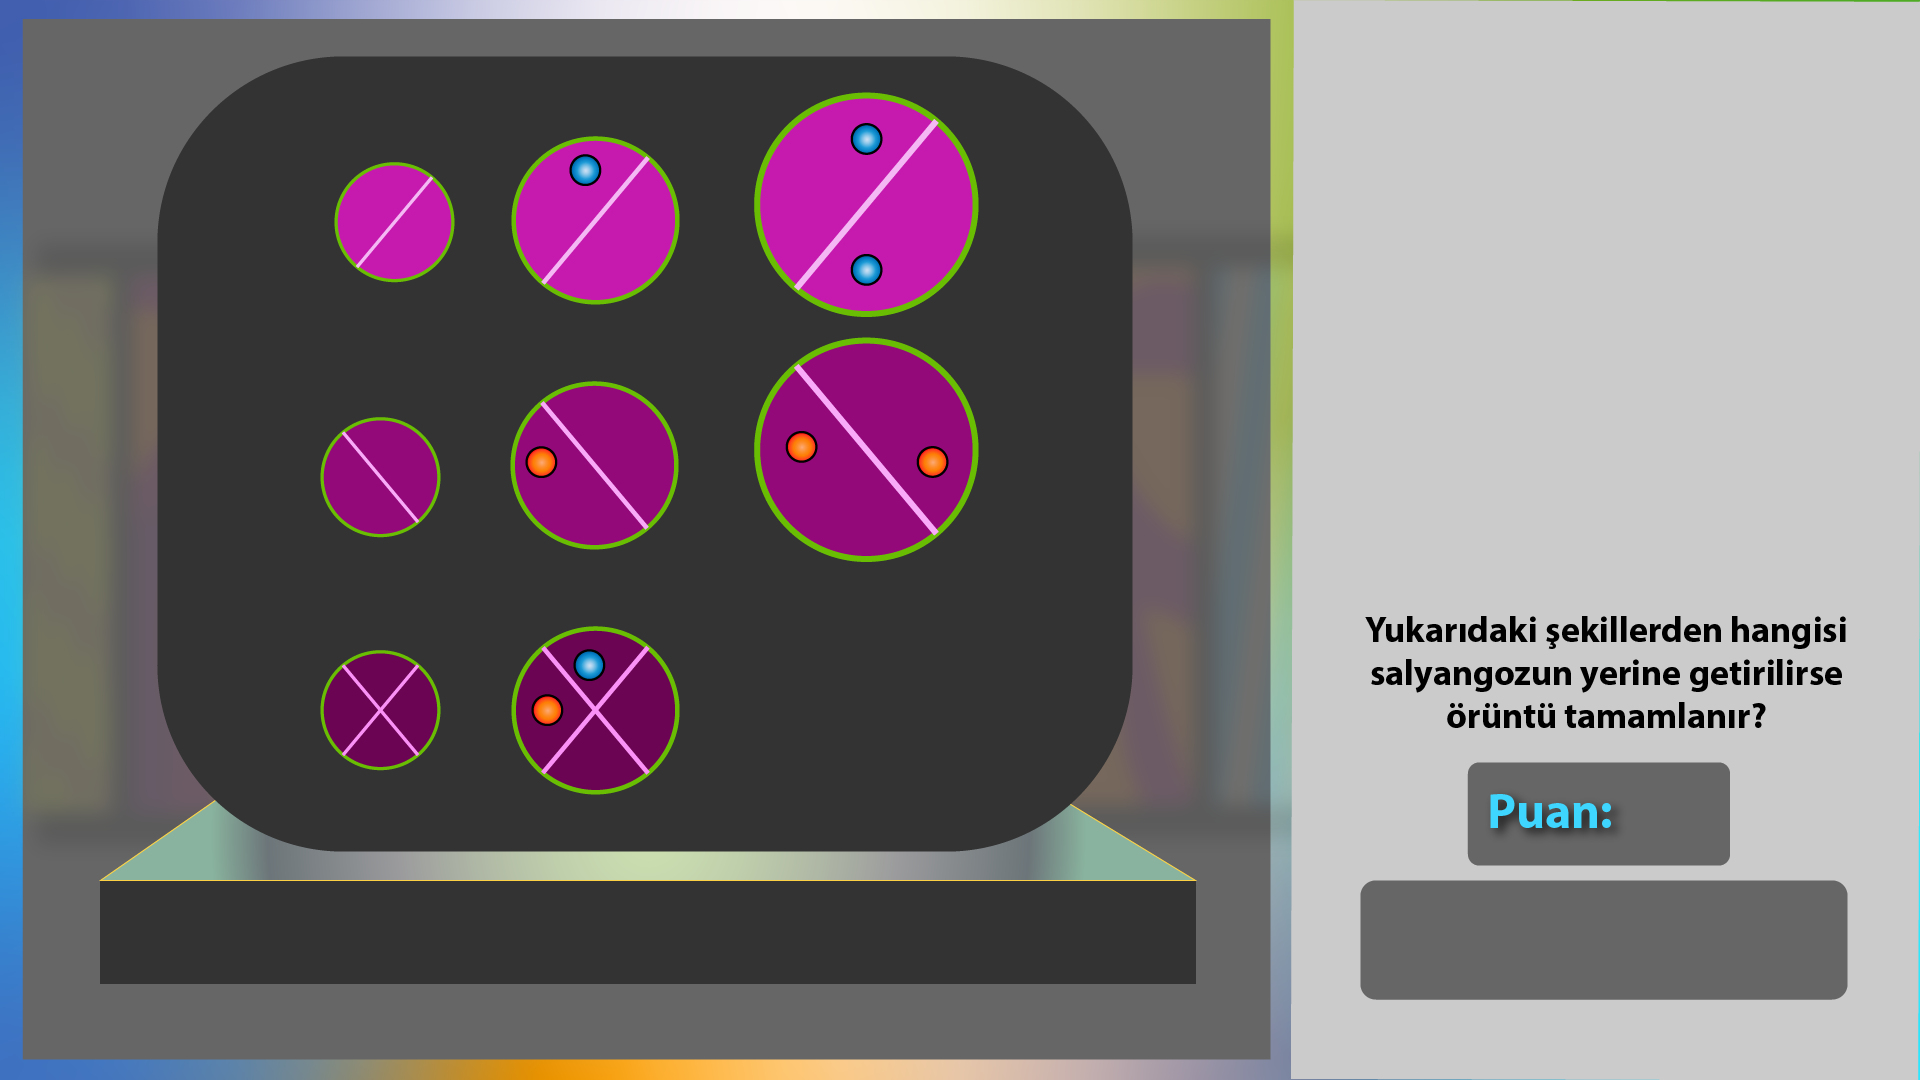 Yukarıdaki şekillerden hangisi
salyangozun yerine getirilirse
örüntü tamamlanır?
Puan: